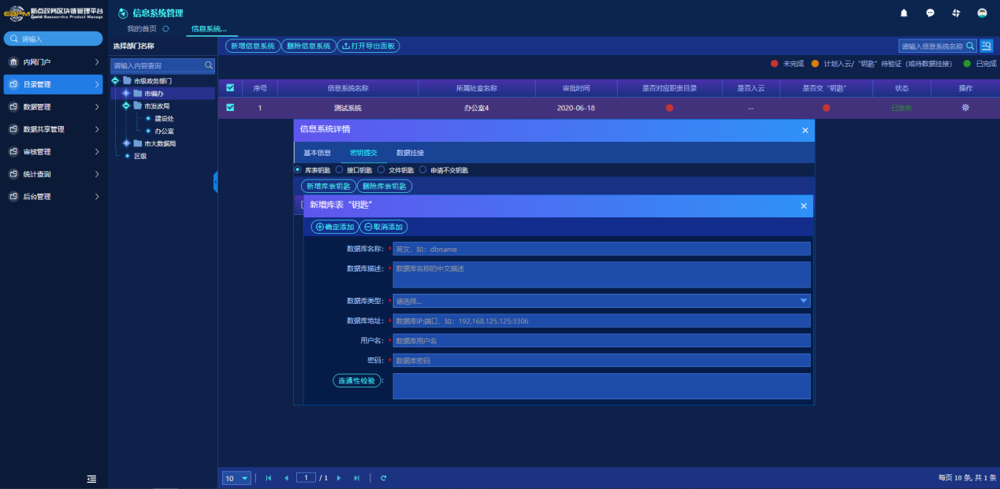 新点政务区块链管理平台
Epoint Baseservice Product Manage
信息系统管理
我的首页
信息系统...
请输入
内网门户
目录管理
数据管理
数据共享管理
审核管理
统计查询
后台管理
选择部门名称
请输入内容查询
市级政务部门
市编办
市发改局
建设处
办公室
市大数据局
区级
新增信息系统
删除信息系统
打开导出面板
请输入信息系统名称
未完成
计划入云/“钥匙”待验证（或待数据挂接）
已完成
序号 信息系统名称 所属处室名称 审批时间 是否对应职责目录 是否入云 是否交“钥匙” 状态 操作
1 测试系统 办公室4 2020-06-18 -- 已发布
信息系统详情
基本信息 密钥提交 数据挂接
库表钥匙 接口钥匙 文件钥匙 申请不交钥匙
新增库表钥匙 删除库表钥匙
新增库表“钥匙”
确定添加 取消添加
数据库名称: * 英文，如：dbname
数据库描述: * 数据库名称的中文描述
数据库类型: * 请选择...
数据库地址: * 数据库IP;端口，如：192.168.125.125:3306
用户名: * 数据库用户名
密码: * 数据库密码
连通性检验 :
10 1 / 1
每页 10 条, 共 1 条